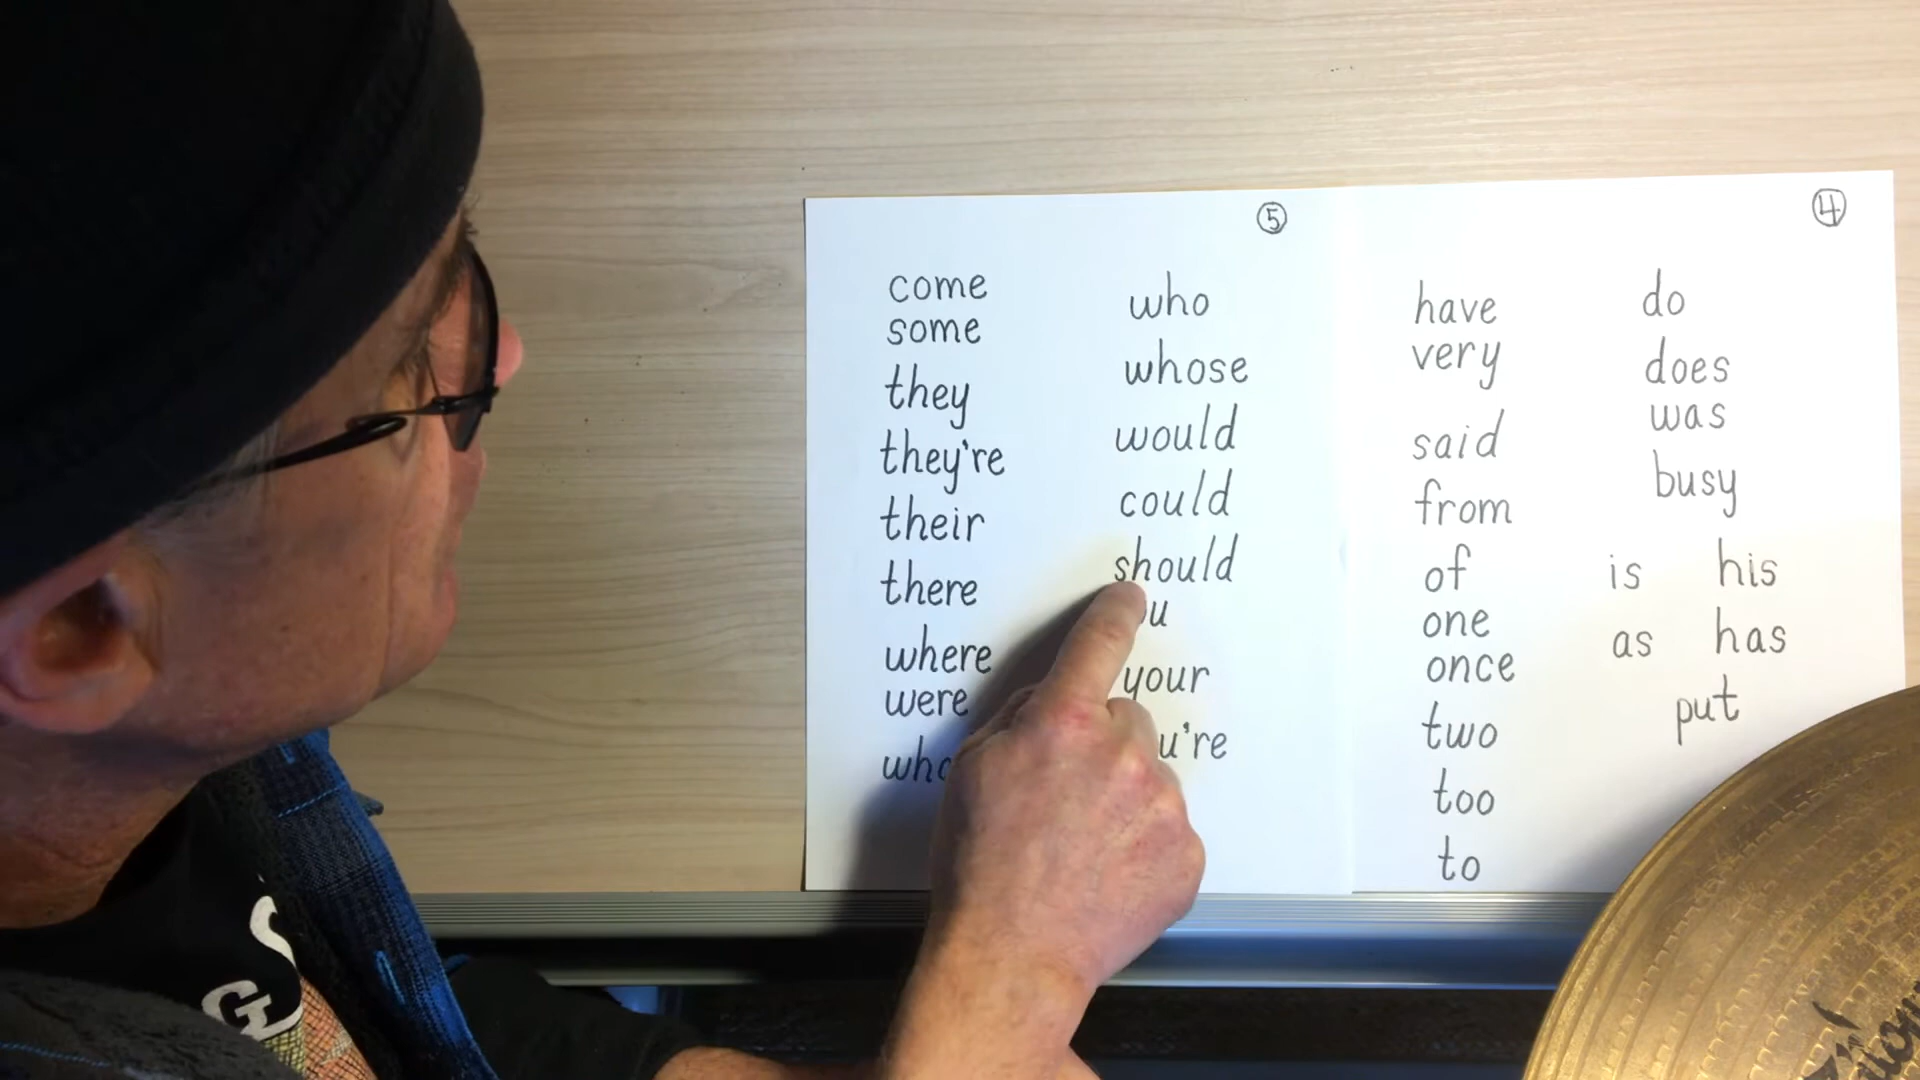 ⑤
come
some
they
they're
their
there
where
were
who
whose
would
could
should
your
④
have
very
said
from
of
one
once
two
too
to
do
does
was
busy
is his
as has
put